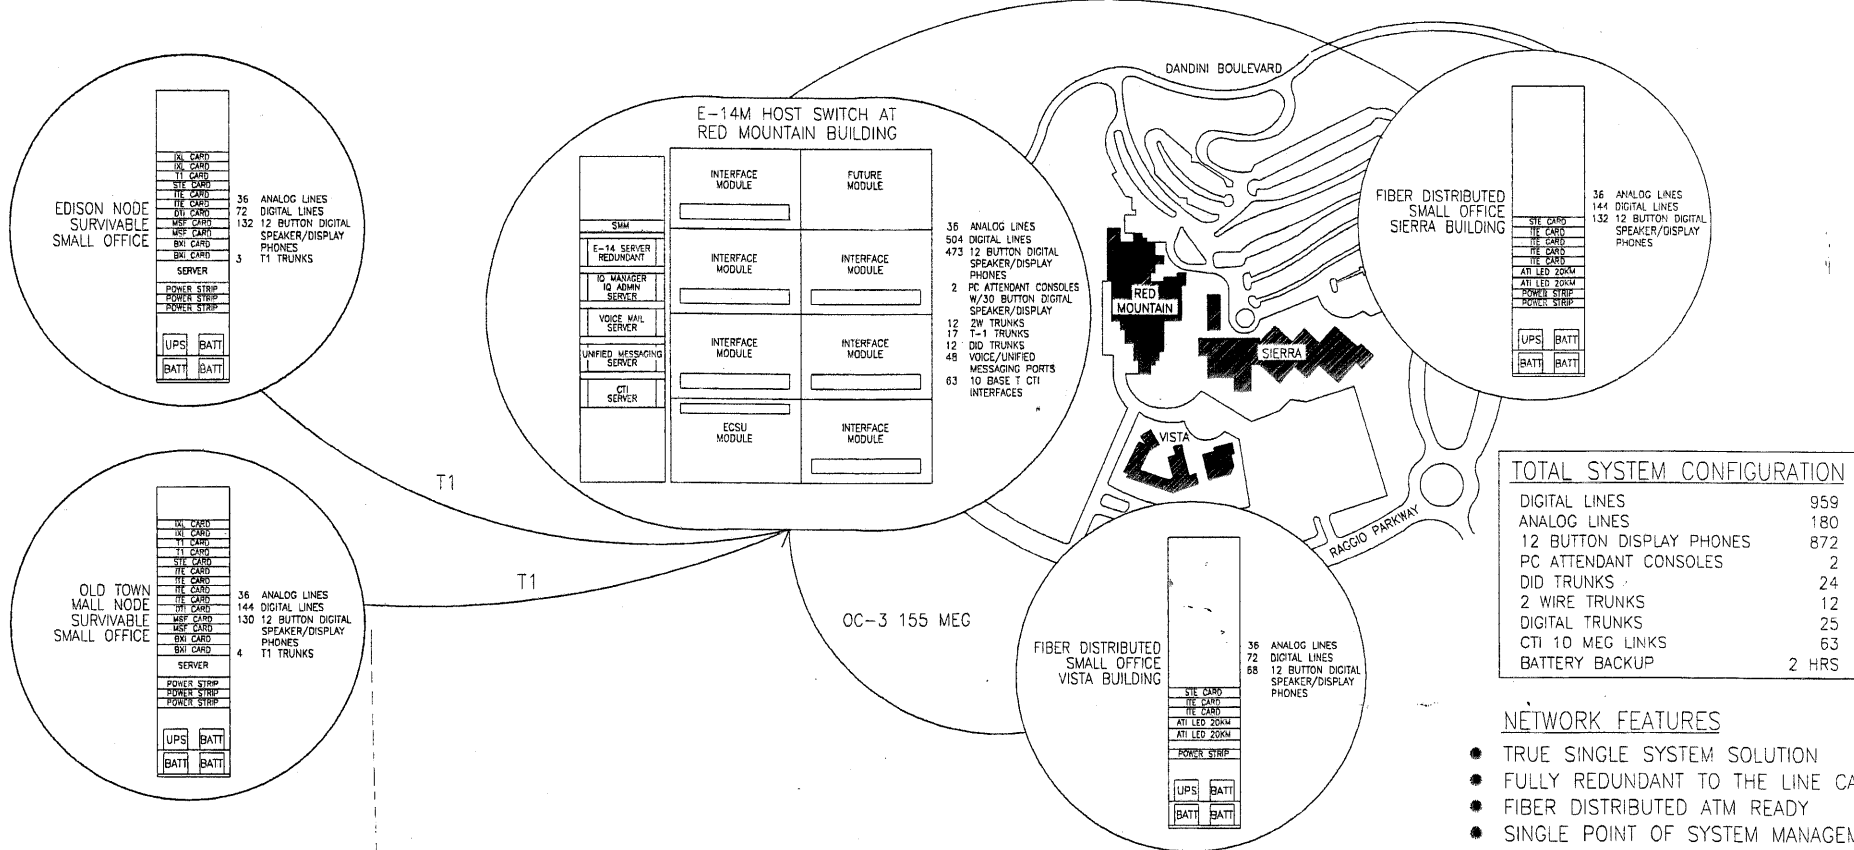 EDISON NODE
SURVIVABLE
SMALL OFFICE
IXL CARD
IXL CARD
T1 CARD
STE CARD
ITE CARD
ITE CARD
DTI CARD
MSF CARD
MSF CARD
BXI CARD
BXI CARD
SERVER
POWER STRIP
POWER STRIP
POWER STRIP
UPS BATT
BATT BATT
36 ANALOG LINES
72 DIGITAL LINES
132 12 BUTTON DIGITAL
SPEAKER/DISPLAY
PHONES
3 T1 TRUNKS
OLD TOWN
MALL NODE
SURVIVABLE
SMALL OFFICE
IXL CARD
IXL CARD
T1 CARD
T1 CARD
STE CARD
ITE CARD
ITE CARD
ITE CARD
ITE CARD
DTI CARD
MSF CARD
MSF CARD
BXI CARD
BXI CARD
SERVER
POWER STRIP
POWER STRIP
POWER STRIP
UPS BATT
BATT BATT
36 ANALOG LINES
144 DIGITAL LINES
130 12 BUTTON DIGITAL
SPEAKER/DISPLAY
PHONES
4 T1 TRUNKS
T1
T1
OC-3 155 MEG
E-14M HOST SWITCH AT
RED MOUNTAIN BUILDING
SMM
E-14 SERVER
REDUNDANT
IQ MANAGER
IQ ADMIN
SERVER
VOICE MAIL
SERVER
UNIFIED MESSAGING
SERVER
CTI
SERVER
INTERFACE
MODULE
FUTURE
MODULE
INTERFACE
MODULE
INTERFACE
MODULE
INTERFACE
MODULE
INTERFACE
MODULE
ECSU
MODULE
INTERFACE
MODULE
36 ANALOG LINES
504 DIGITAL LINES
473 12 BUTTON DIGITAL
SPEAKER/DISPLAY
PHONES
2 PC ATTENDANT CONSOLES
W/30 BUTTON DIGITAL
SPEAKER/DISPLAY
12 2W TRUNKS
17 T-1 TRUNKS
12 DID TRUNKS
48 VOICE/UNIFIED
MESSAGING PORTS
63 10 BASE T CTI
INTERFACES
DANDINI BOULEVARD
RED
MOUNTAIN
SIERRA
VISTA
RAGGIO PARKWAY
FIBER DISTRIBUTED
SMALL OFFICE
SIERRA BUILDING
STE CARD
ITE CARD
ITE CARD
ITE CARD
ITE CARD
ATI LED 20KM
ATI LED 20KM
POWER STRIP
POWER STRIP
UPS BATT
BATT BATT
36 ANALOG LINES
144 DIGITAL LINES
132 12 BUTTON DIGITAL
SPEAKER/DISPLAY
PHONES
FIBER DISTRIBUTED
SMALL OFFICE
VISTA BUILDING
STE CARD
ITE CARD
ITE CARD
ATI LED 20KM
ATI LED 20KM
POWER STRIP
UPS BATT
BATT BATT
36 ANALOG LINES
72 DIGITAL LINES
68 12 BUTTON DIGITAL
SPEAKER/DISPLAY
PHONES
TOTAL SYSTEM CONFIGURATION
DIGITAL LINES 959
ANALOG LINES 180
12 BUTTON DISPLAY PHONES 872
PC ATTENDANT CONSOLES 2
DID TRUNKS 24
2 WIRE TRUNKS 12
DIGITAL TRUNKS 25
CTI 10 MEG LINKS 63
BATTERY BACKUP 2 HRS
NETWORK FEATURES
● TRUE SINGLE SYSTEM SOLUTION
● FULLY REDUNDANT TO THE LINE CA
● FIBER DISTRIBUTED ATM READY
● SINGLE POINT OF SYSTEM MANAGEM